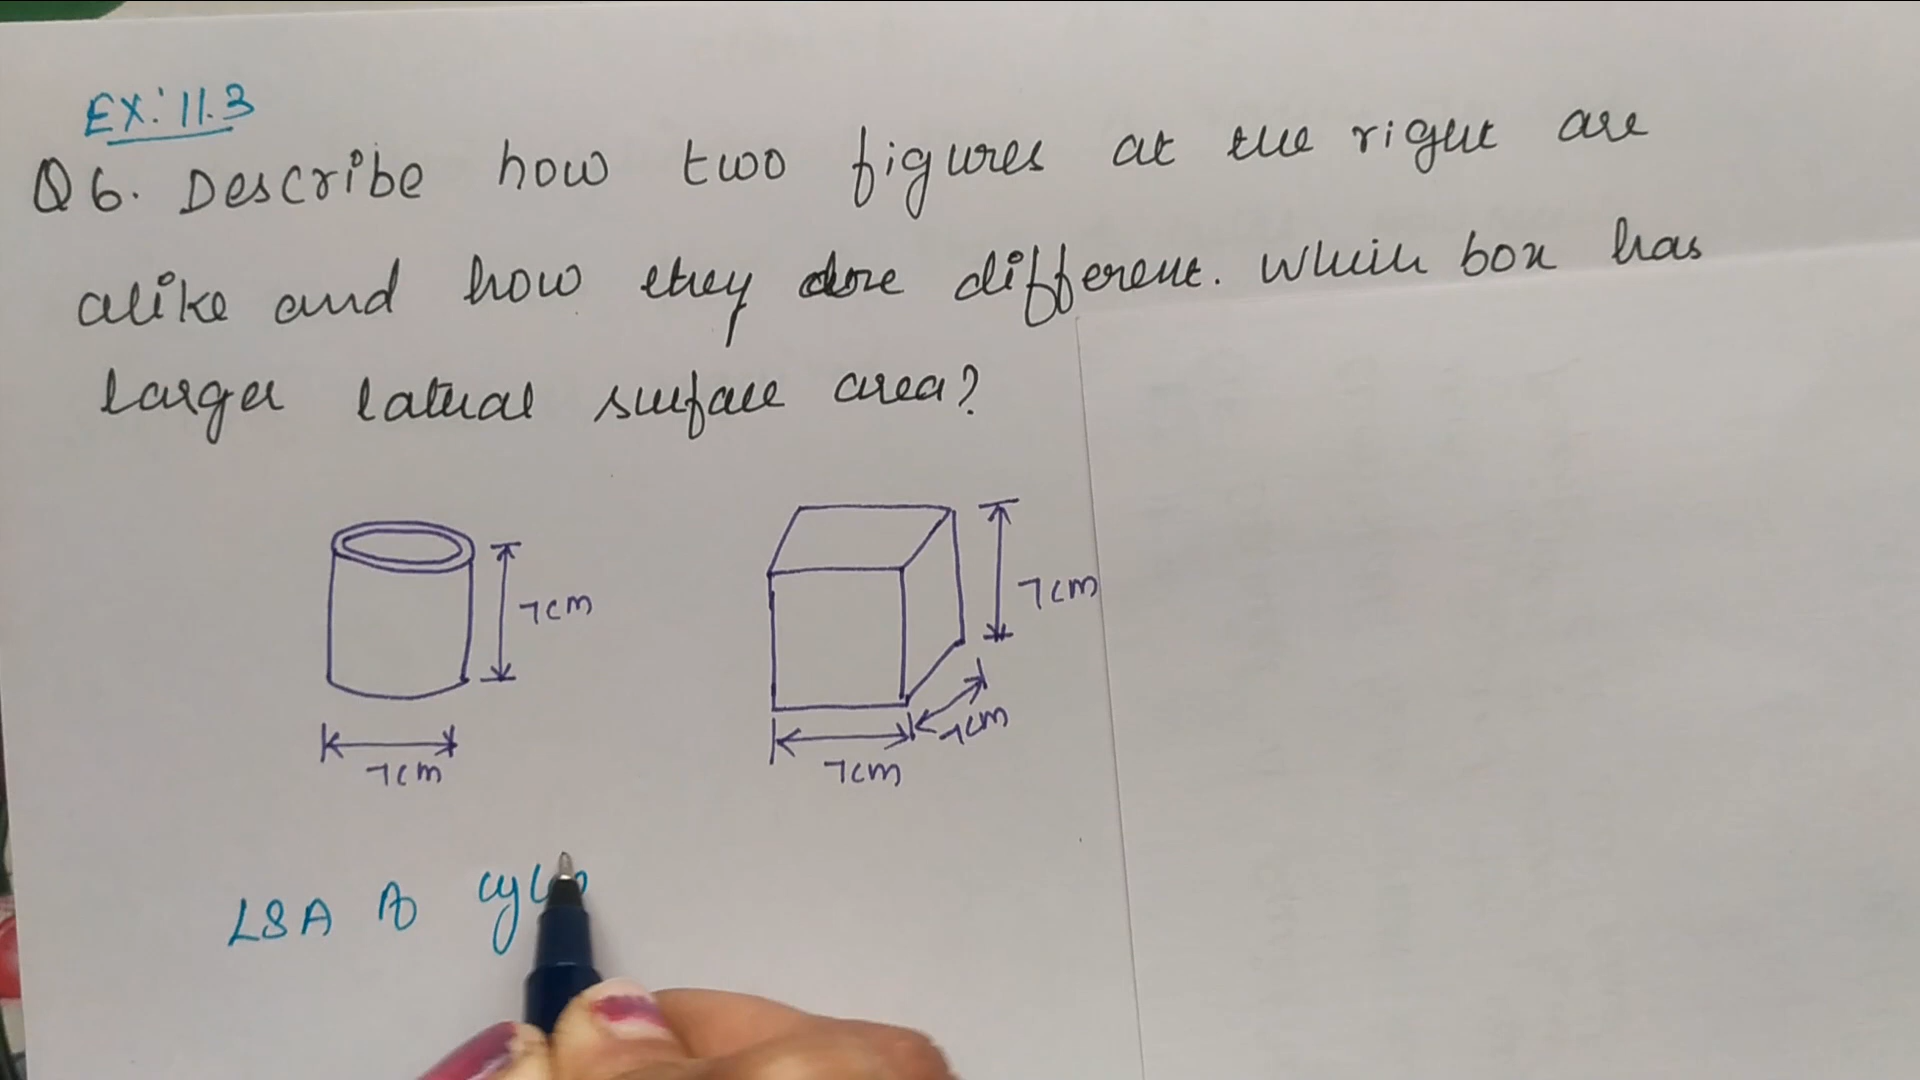 EX: 11.3
Q6. Describe how two figures at the right are
alike and how they are different. Which box has
larger lateral surface area?
7cm
7cm
7cm
7cm
7cm
LSA of